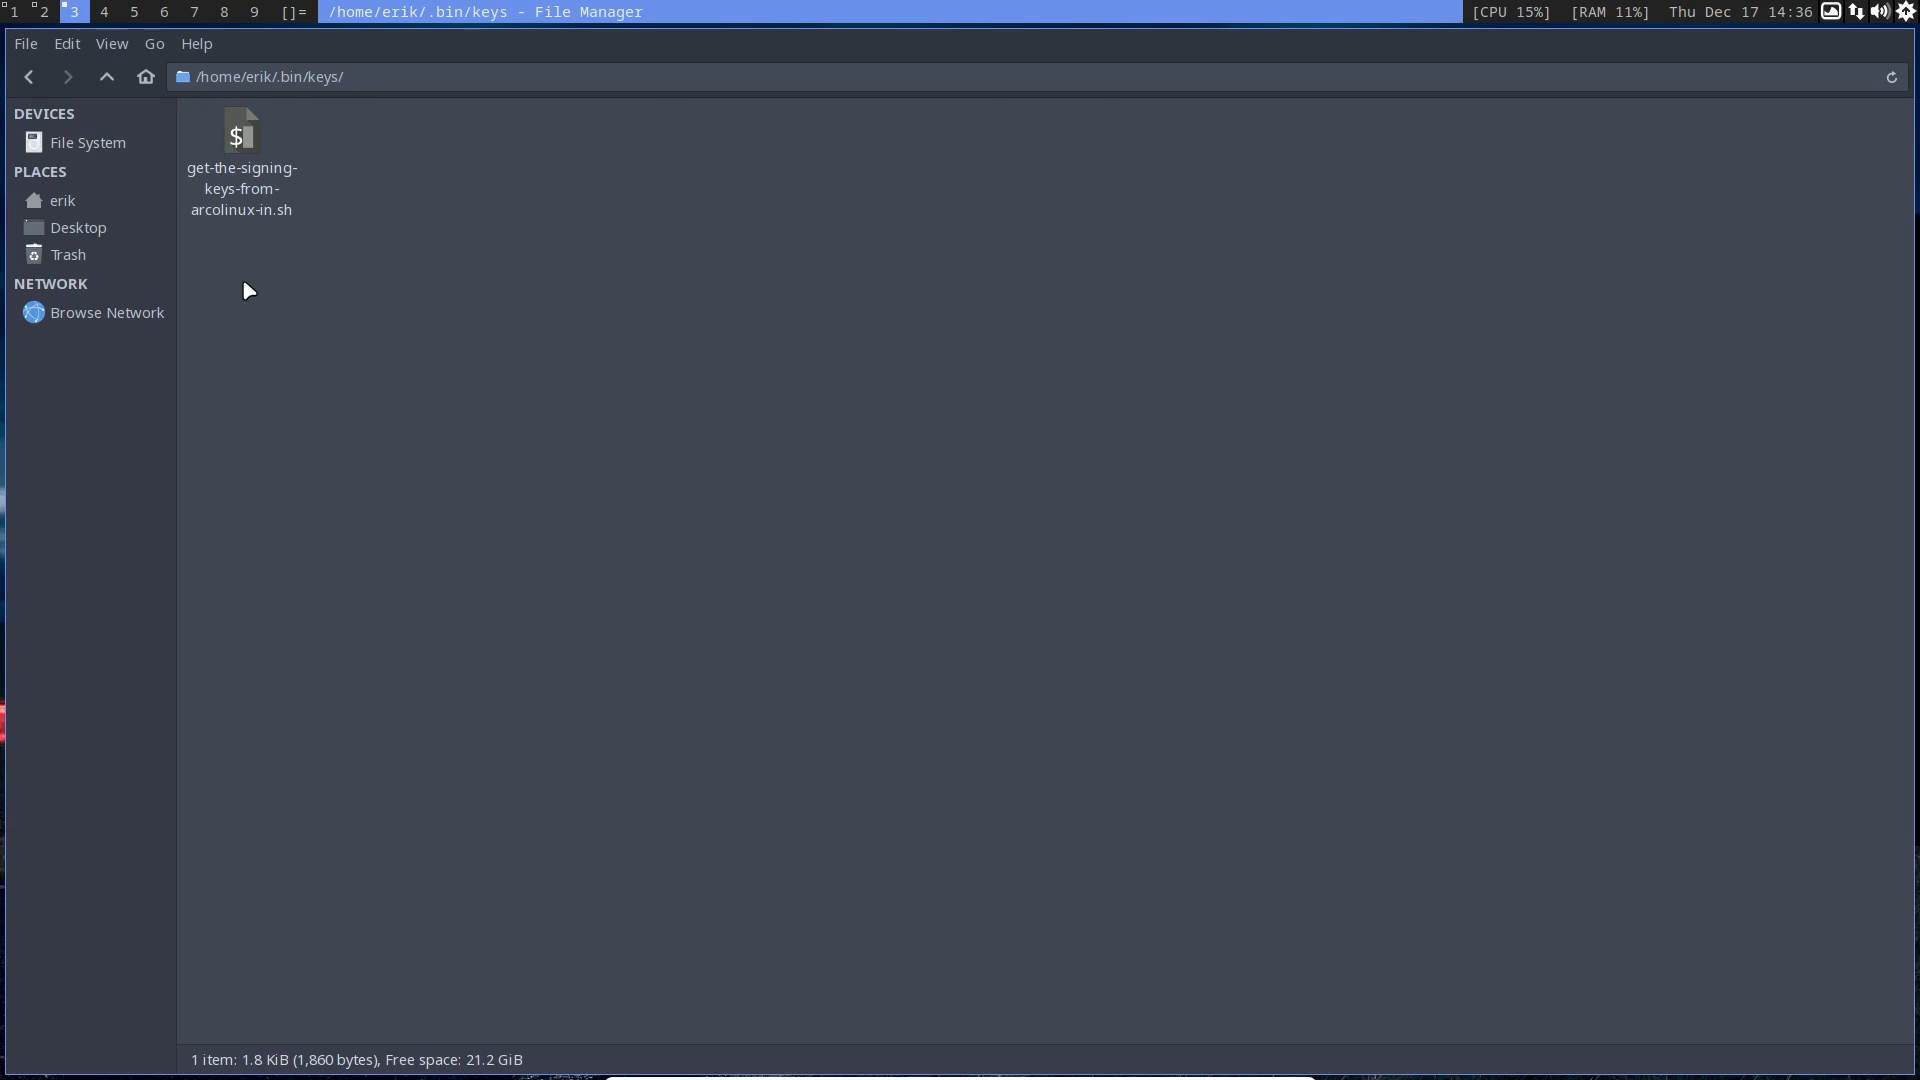 1 2 3 4 5 6 7 8 9 []= /home/erik/.bin/keys - File Manager [CPU 15%] [RAM 11%] Thu Dec 17 14:36
File Edit View Go Help
/home/erik/.bin/keys/
DEVICES
File System
PLACES
erik
Desktop
Trash
NETWORK
Browse Network
$
get-the-signing-
keys-from-
arcolinux-in.sh
1 item: 1.8 KiB (1,860 bytes), Free space: 21.2 GiB